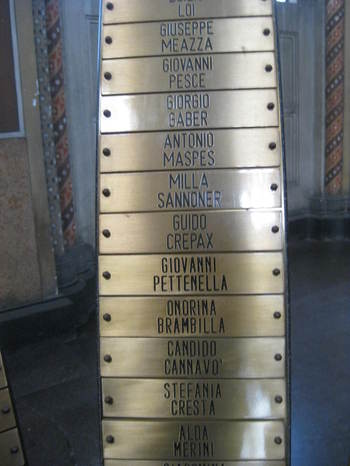 LOI
GIUSEPPE
MEAZZA
GIOVANNI
PESCE
GIORGIO
GABER
ANTONIO
MASPES
MILLA
SANNONER
GUIDO
CREPAX
GIOVANNI
PETTENELLA
ONORINA
BRAMBILLA
CANDIDO
CANNAVO'
STEFANIA
CRESTA
ALDA
MERINI